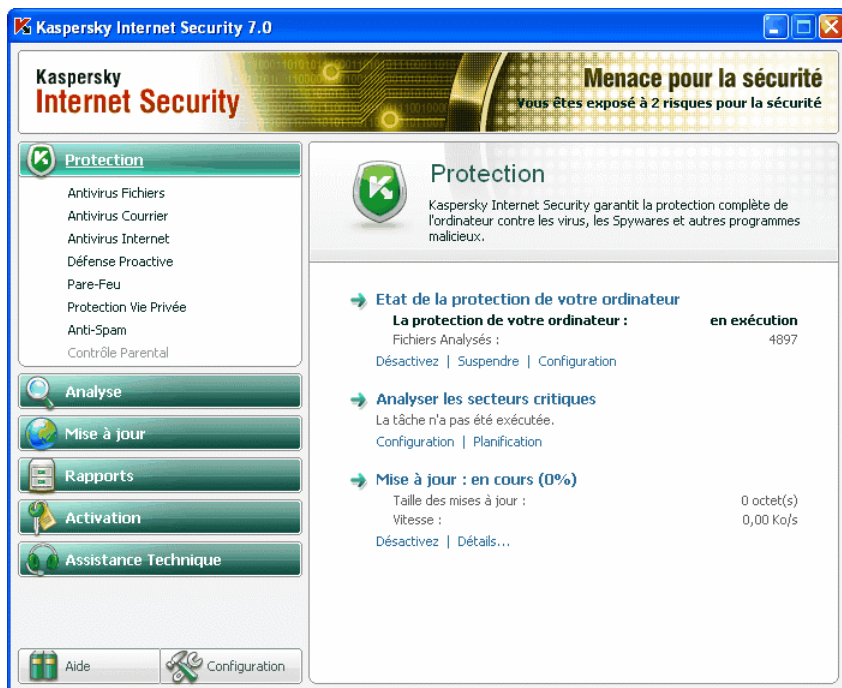 Kaspersky Internet Security 7.0
Kaspersky
Internet Security
Menace pour la sécurité
Vous êtes exposé à 2 risques pour la sécurité
Protection
Antivirus Fichiers
Antivirus Courrier
Antivirus Internet
Défense Proactive
Pare-Feu
Protection Vie Privée
Anti-Spam
Contrôle Parental
Analyse
Mise à jour
Rapports
Activation
Assistance Technique
Aide
Configuration
Protection
Kaspersky Internet Security garantit la protection complète de
l'ordinateur contre les virus, les Spywares et autres programmes
malicieux.
Etat de la protection de votre ordinateur
La protection de votre ordinateur : en exécution
Fichiers Analysés : 4897
Désactivez | Suspendre | Configuration
Analyser les secteurs critiques
La tâche n'a pas été exécutée.
Configuration | Planification
Mise à jour : en cours (0%)
Taille des mises à jour : 0 octet(s)
Vitesse : 0,00 Ko/s
Désactivez | Détails...